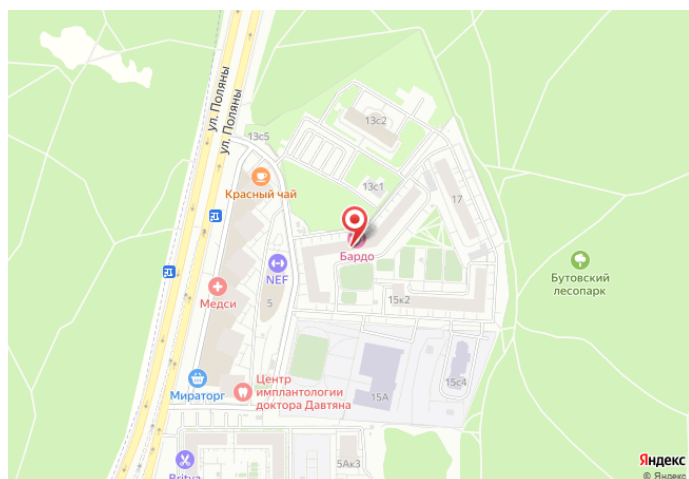 ул. Поляны
ул. Поляны
13с2
13с5
13с1
Красный чай
17
Бардо
NEF
5
Медси
15к2
Бутовский
лесопарк
Мираторг
Центр
имплантологии
доктора Давтяна
15А
15с4
5Ак3
Britva
Яндекс
© Яндекс